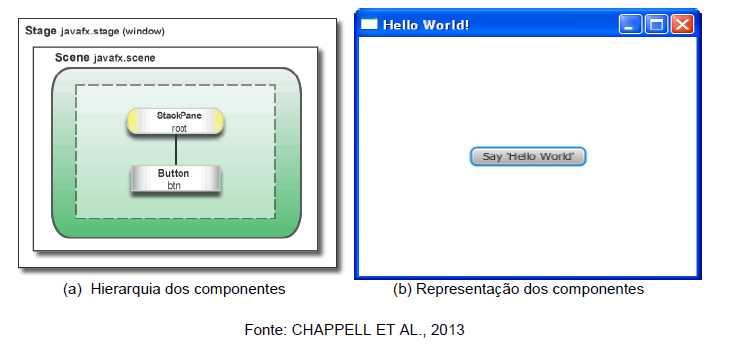 Stage javafx.stage (window)
Scene javafx.scene
StackPane
root
Button
btn
Hello World!
Say 'Hello World'
(a) Hierarquia dos componentes
(b) Representação dos componentes
Fonte: CHAPPELL ET AL., 2013